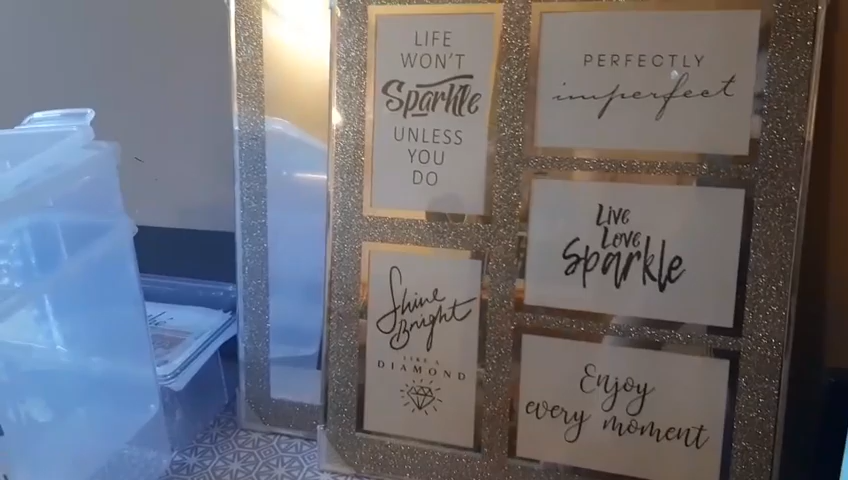 LIFE
WON'T
Sparkle
UNLESS
YOU
DO
PERFECTLY
imperfect
Live
Love
Sparkle
Shine
Bright
LIKE A
DIAMOND
Enjoy
every moment